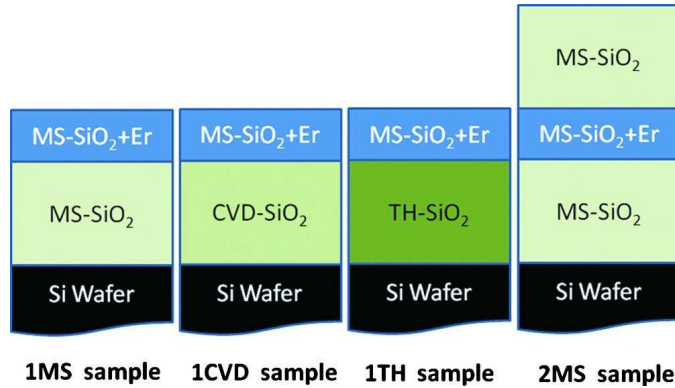 MS-SiO₂
MS-SiO₂+Er
CVD-SiO₂
MS-SiO₂+Er
TH-SiO₂
MS-SiO₂+Er
MS-SiO₂
MS-SiO₂+Er
MS-SiO₂
Si Wafer
Si Wafer
Si Wafer
Si Wafer
1MS sample
1CVD sample
1TH sample
2MS sample